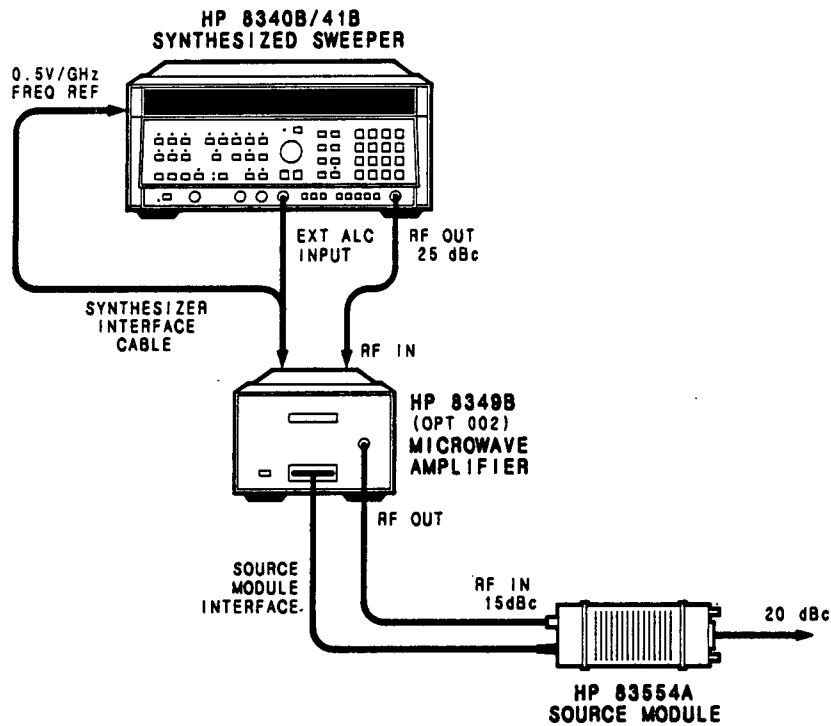 HP 8340B/41B
SYNTHESIZED SWEEPER
0.5V/GHz
FREQ REF
EXT ALC
INPUT
RF OUT
25 dBc
SYNTHESIZER
INTERFACE
CABLE
RF IN
HP 8349B
(OPT 002)
MICROWAVE
AMPLIFIER
RF OUT
SOURCE
MODULE
INTERFACE
RF IN
15dBc
20 dBc
HP 83554A
SOURCE MODULE